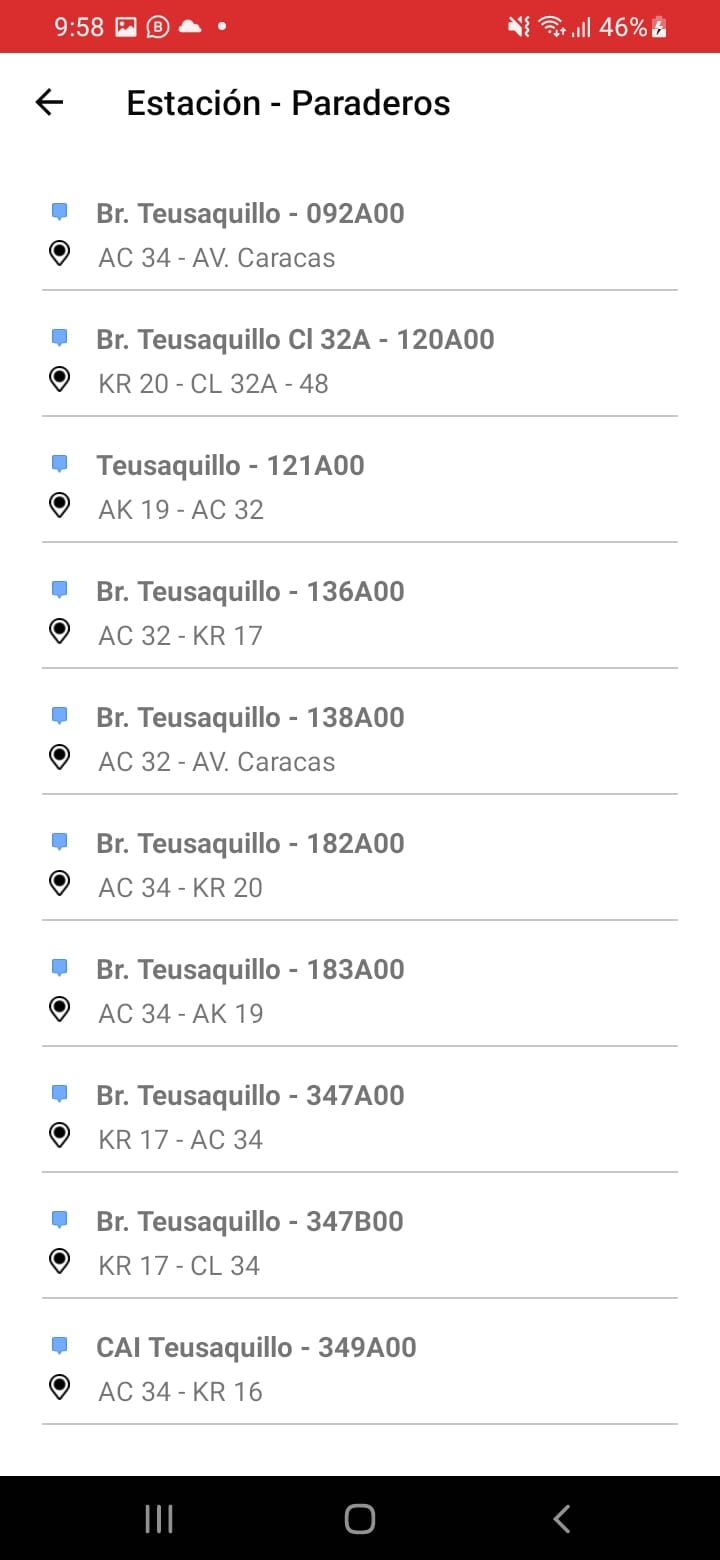 9:58 46%
Estación - Paraderos
Br. Teusaquillo - 092A00
AC 34 - AV. Caracas
Br. Teusaquillo Cl 32A - 120A00
KR 20 - CL 32A - 48
Teusaquillo - 121A00
AK 19 - AC 32
Br. Teusaquillo - 136A00
AC 32 - KR 17
Br. Teusaquillo - 138A00
AC 32 - AV. Caracas
Br. Teusaquillo - 182A00
AC 34 - KR 20
Br. Teusaquillo - 183A00
AC 34 - AK 19
Br. Teusaquillo - 347A00
KR 17 - AC 34
Br. Teusaquillo - 347B00
KR 17 - CL 34
CAI Teusaquillo - 349A00
AC 34 - KR 16